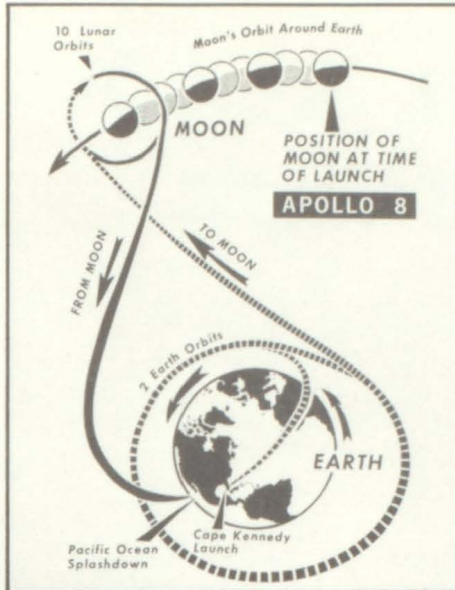 10 Lunar
Orbits
Moon's Orbit Around Earth
MOON
POSITION OF
MOON AT TIME
OF LAUNCH
APOLLO 8
TO MOON
FROM MOON
2 Earth Orbits
EARTH
Cape Kennedy
Launch
Pacific Ocean
Splashdown